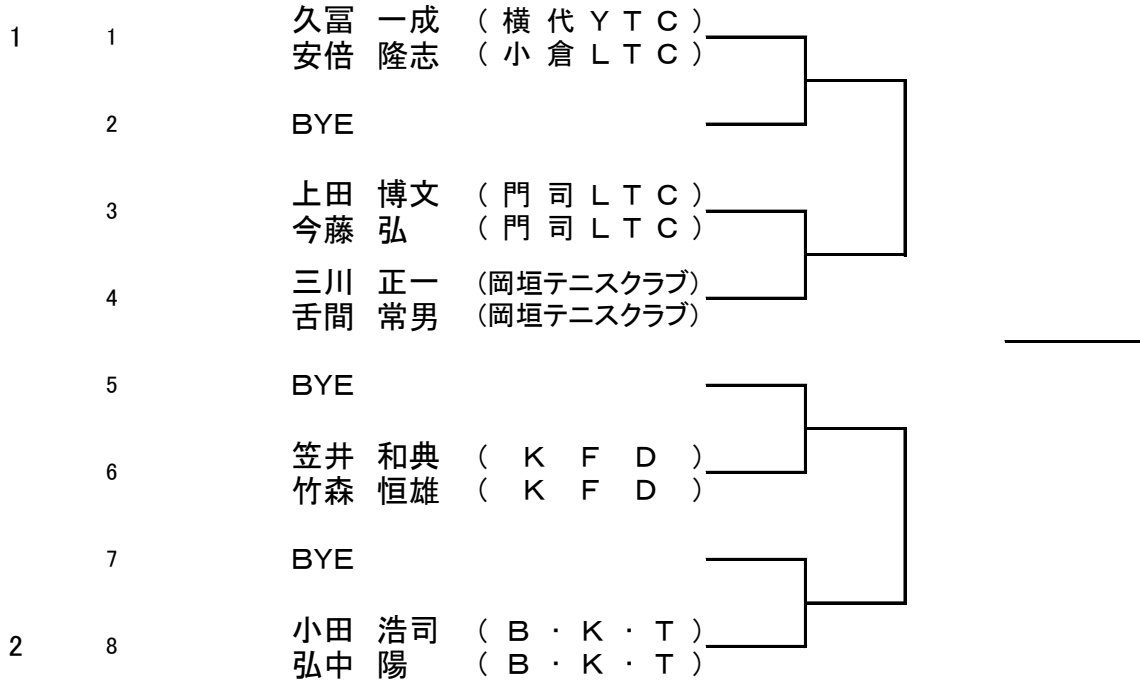 久冨 一成 (横代YTC)
1 1
安倍 隆志 (小倉LTC)
2 BYE
上田 博文 (門司LTC)
3
今藤 弘 (門司LTC)
三川 正一 (岡垣テニスクラブ)
4
舌間 常男 (岡垣テニスクラブ)
5 BYE
笠井 和典 (KFD)
6
竹森 恒雄 (KFD)
7 BYE
小田 浩司 (B・K・T)
2 8
弘中 陽 (B・K・T)